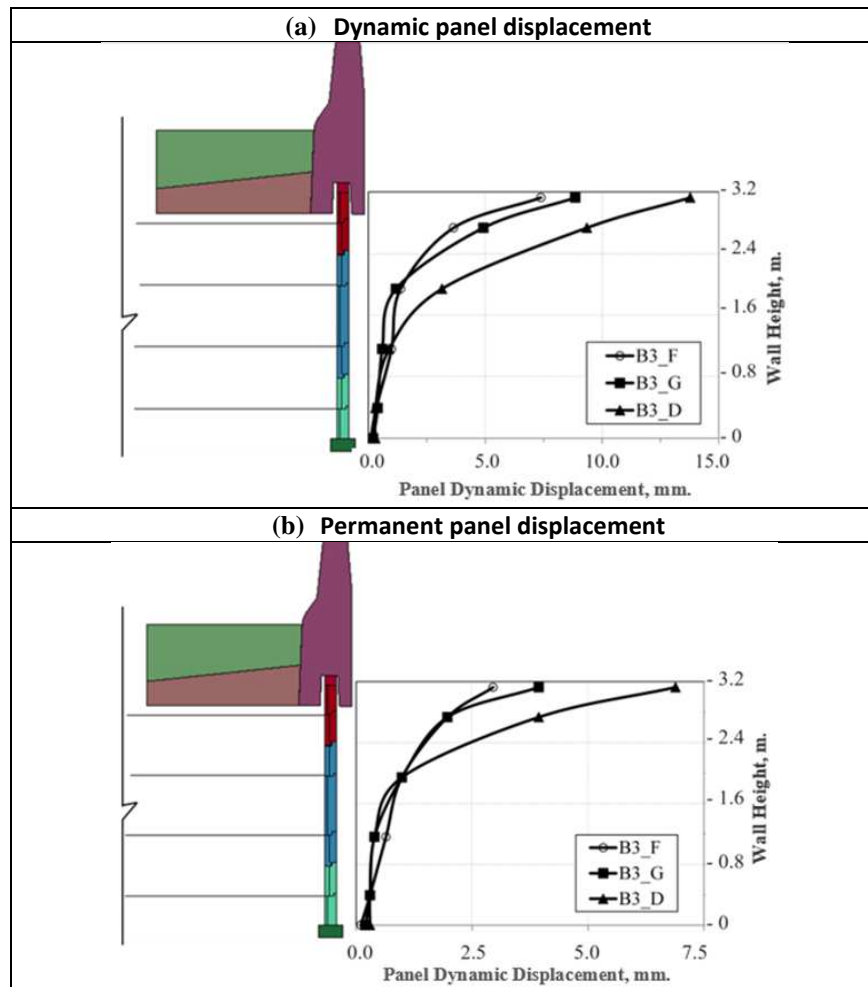 (a) Dynamic panel displacement
- 3.2
- 2.4
- 1.6
- 0.8
- 0
Wall Height, m.
B3_F
B3_G
B3_D
0.0 5.0 10.0 15.0
Panel Dynamic Displacement, mm.
(b) Permanent panel displacement
- 3.2
- 2.4
- 1.6
- 0.8
- 0
Wall Height, m.
B3_F
B3_G
B3_D
0.0 2.5 5.0 7.5
Panel Dynamic Displacement, mm.